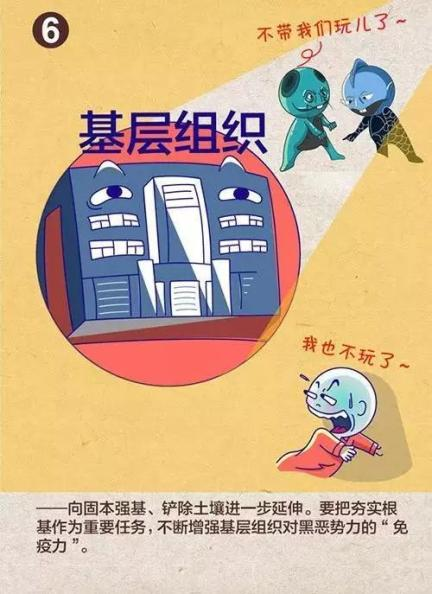 6
不带我们玩儿了~
基层组织
我也不玩了~
——向固本强基、铲除土壤进一步延伸。要把夯实根
基作为重要任务，不断增强基层组织对黑恶势力的“免
疫力”。